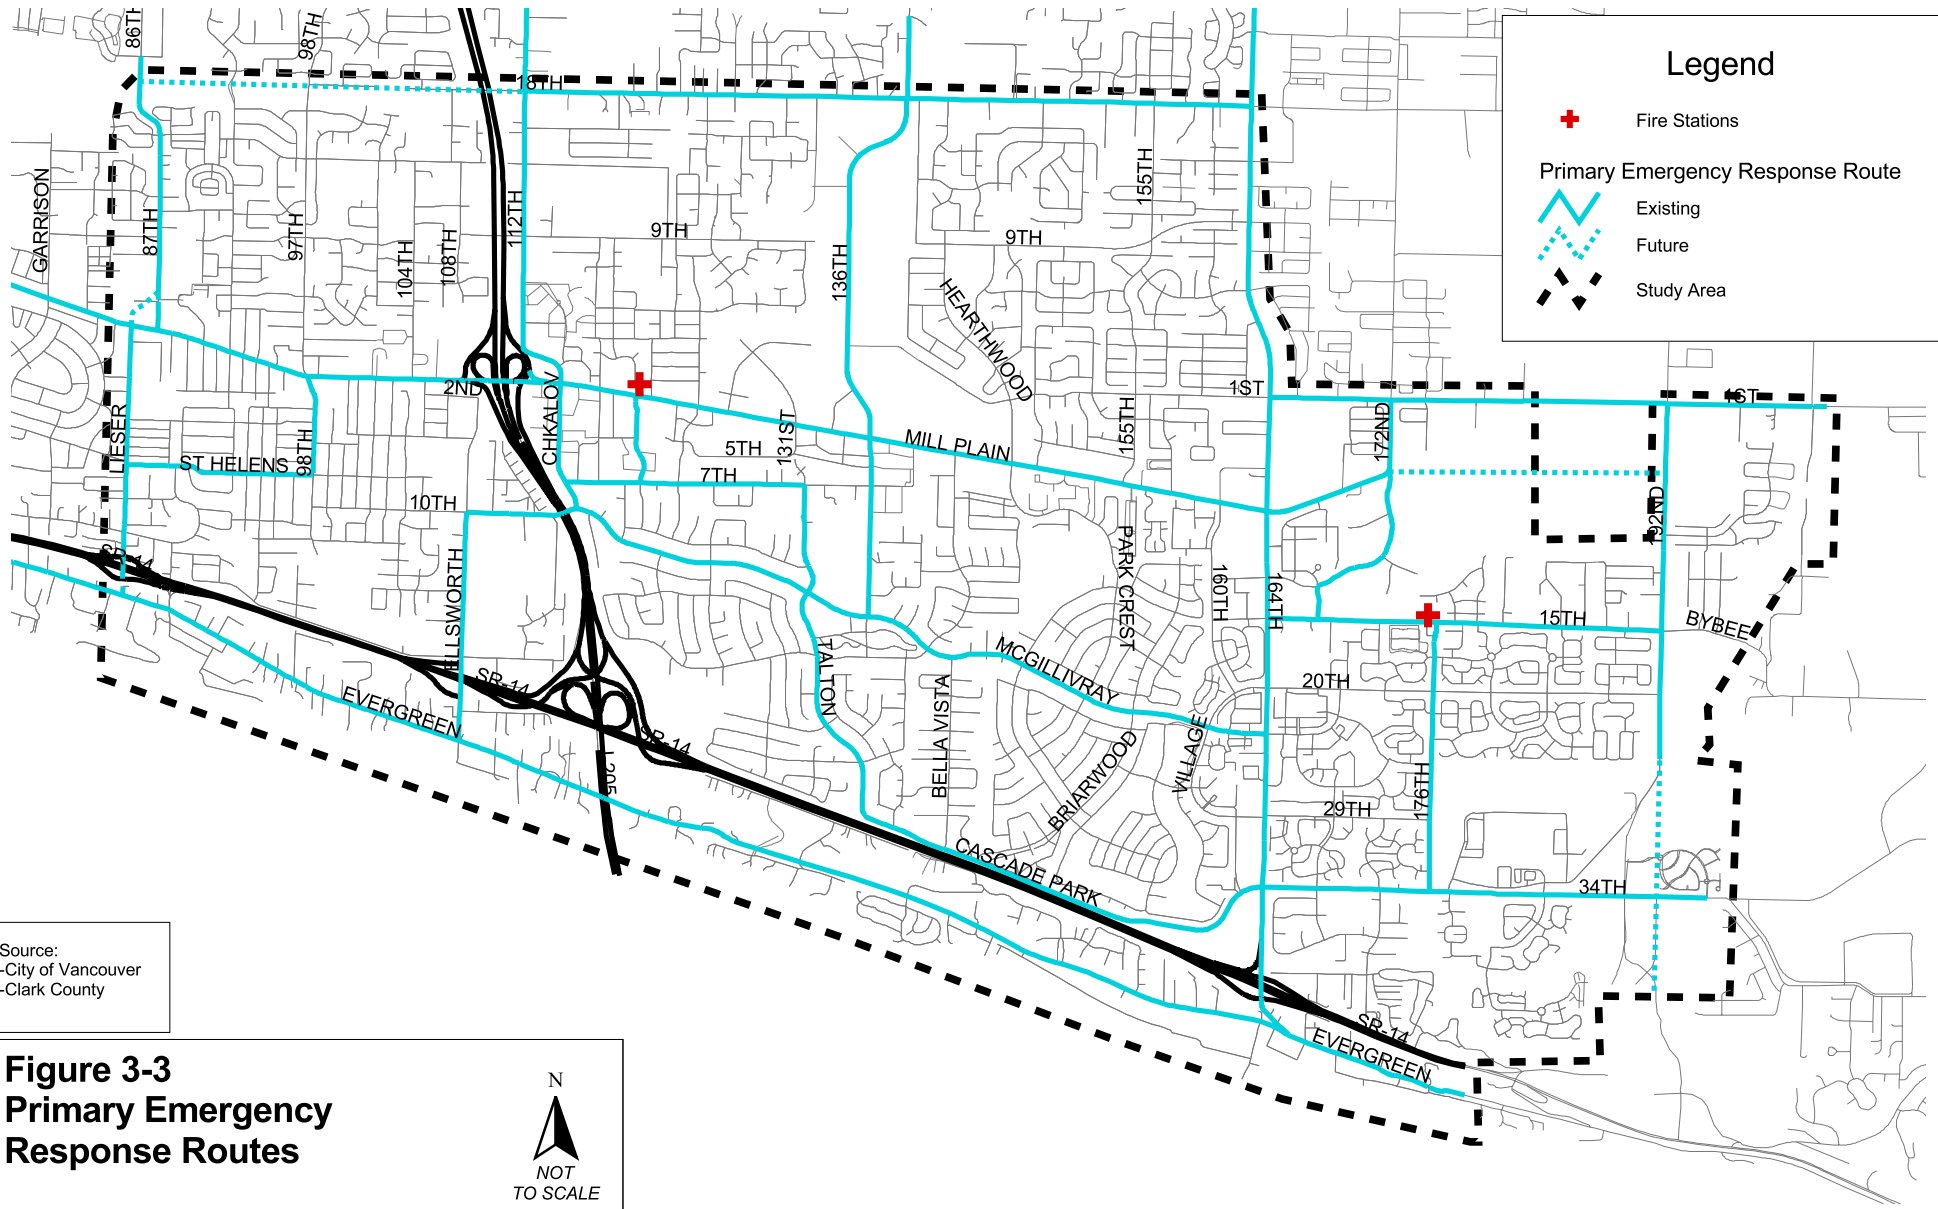 86TH
98TH
18TH
Legend
Fire Stations
Primary Emergency Response Route
Existing
Future
Study Area
GARRISON
87TH
97TH
104TH
108TH
112TH
9TH
136TH
9TH
155TH
HEARTHWOOD
2ND
CHKALOV
1ST
1ST
LIESER
ST HELENS
98TH
10TH
5TH
7TH
131ST
MILL PLAIN
155TH
172ND
192ND
SR-14
ELLSWORTH
PARK CREST
160TH
164TH
15TH
BYBEE
TALTON
MCGILLIVRAY
20TH
SR-14
EVERGREEN
SR-14
I-205
BELLA VISTA
BRIARWOOD
VILLAGE
176TH
29TH
CASCADE PARK
34TH
SR-14
EVERGREEN
Source:
-City of Vancouver
-Clark County
Figure 3-3
Primary Emergency
Response Routes
N
NOT
TO SCALE